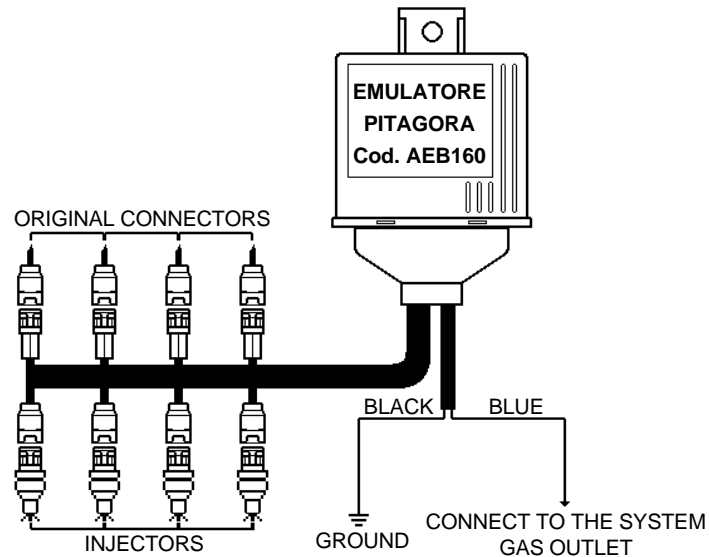 EMULATORE
PITAGORA
Cod. AEB160
ORIGINAL CONNECTORS
BLACK
BLUE
INJECTORS
GROUND
CONNECT TO THE SYSTEM
GAS OUTLET